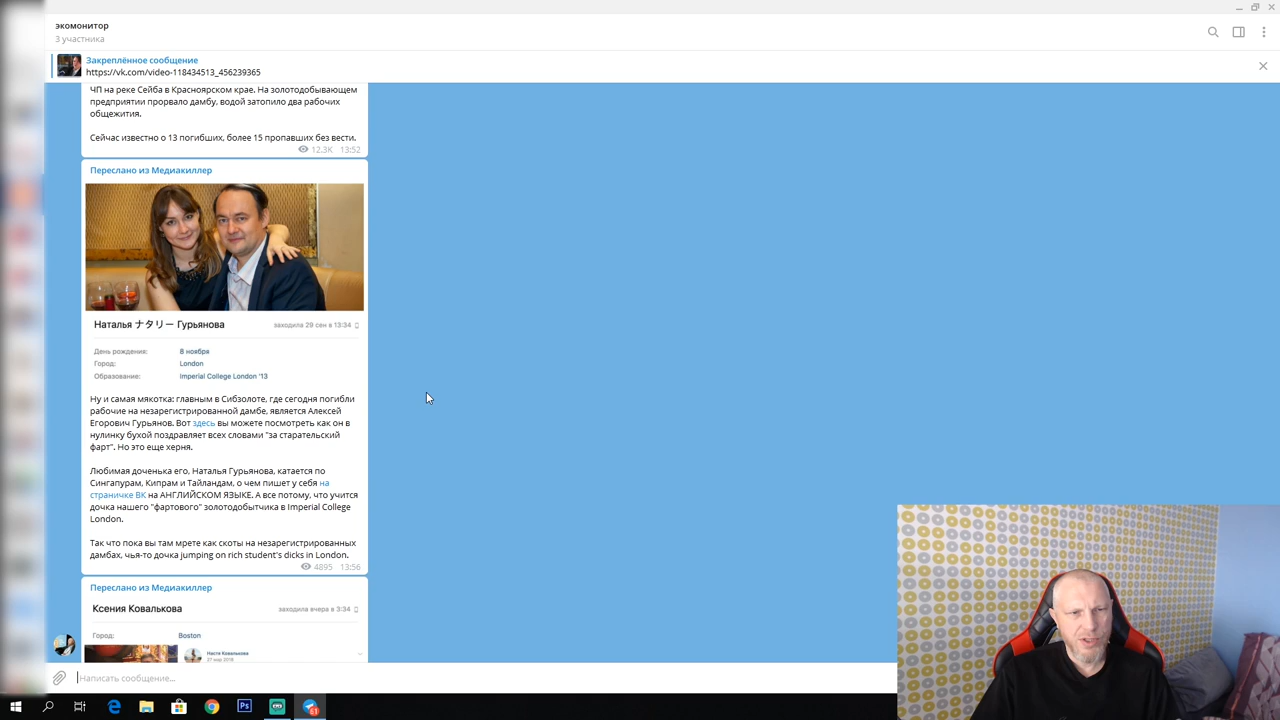 экомонитор
3 участника
Закреплённое сообщение
https://vk.com/video-118434513_456239365
ЧП на реке Сейба в Красноярском крае. На золотодобывающем
предприятии прорвало дамбу, водой затопило два рабочих
общежития.
Сейчас известно о 13 погибших, более 15 пропавших без вести.
12.3K 13:52
Переслано из Медиакиллер
Наталья ナタリー Гурьянова
заходила 29 сен в 13:34
День рождения: 8 ноября
Город: London
Образование: Imperial College London '13
Ну и самая мякотка: главным в Сибзолоте, где сегодня погибли
рабочие на незарегистрированной дамбе, является Алексей
Егорович Гурьянов. Вот здесь вы можете посмотреть как он в
нулинку бухой поздравляет всех словами "за старательский
фарт". Но это еще херня.
Любимая доченька его, Наталья Гурьянова, катается по
Сингапурам, Кипрам и Тайландам, о чем пишет у себя на
страничке ВК на АНГЛИЙСКОМ ЯЗЫКЕ. А все потому, что учится
дочка нашего "фартового" золотодобытчика в Imperial College
London.
Так что пока вы там мрете как скоты на незарегистрированных
дамбах, чья-то дочка jumping on rich student's dicks in London.
4895 13:56
Переслано из Медиакиллер
Ксения Ковалькова
заходила вчера в 3:34
Город: Boston
Настя Ковалькова
21 мар 2018
Написать сообщение...
Ps